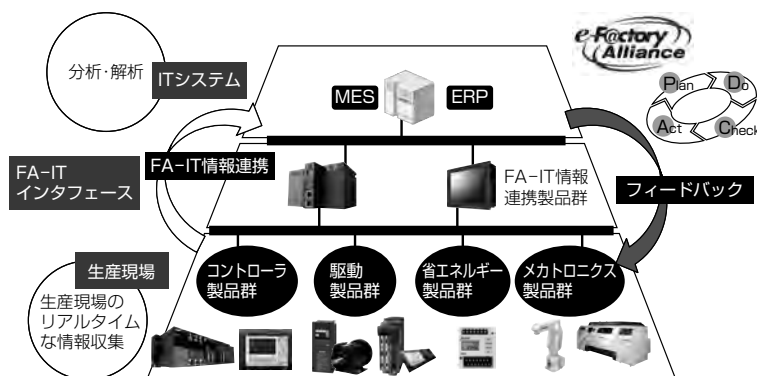 e-F@ctory
Alliance
分析・解析
ITシステム
MES
ERP
Plan
Do
Act
Check
FA-IT
インタフェース
FA-IT情報連携
FA-IT情報
連携製品群
フィードバック
生産現場
生産現場の
リアルタイム
な情報収集
コントローラ
製品群
駆動
製品群
省エネルギー
製品群
メカトロニクス
製品群